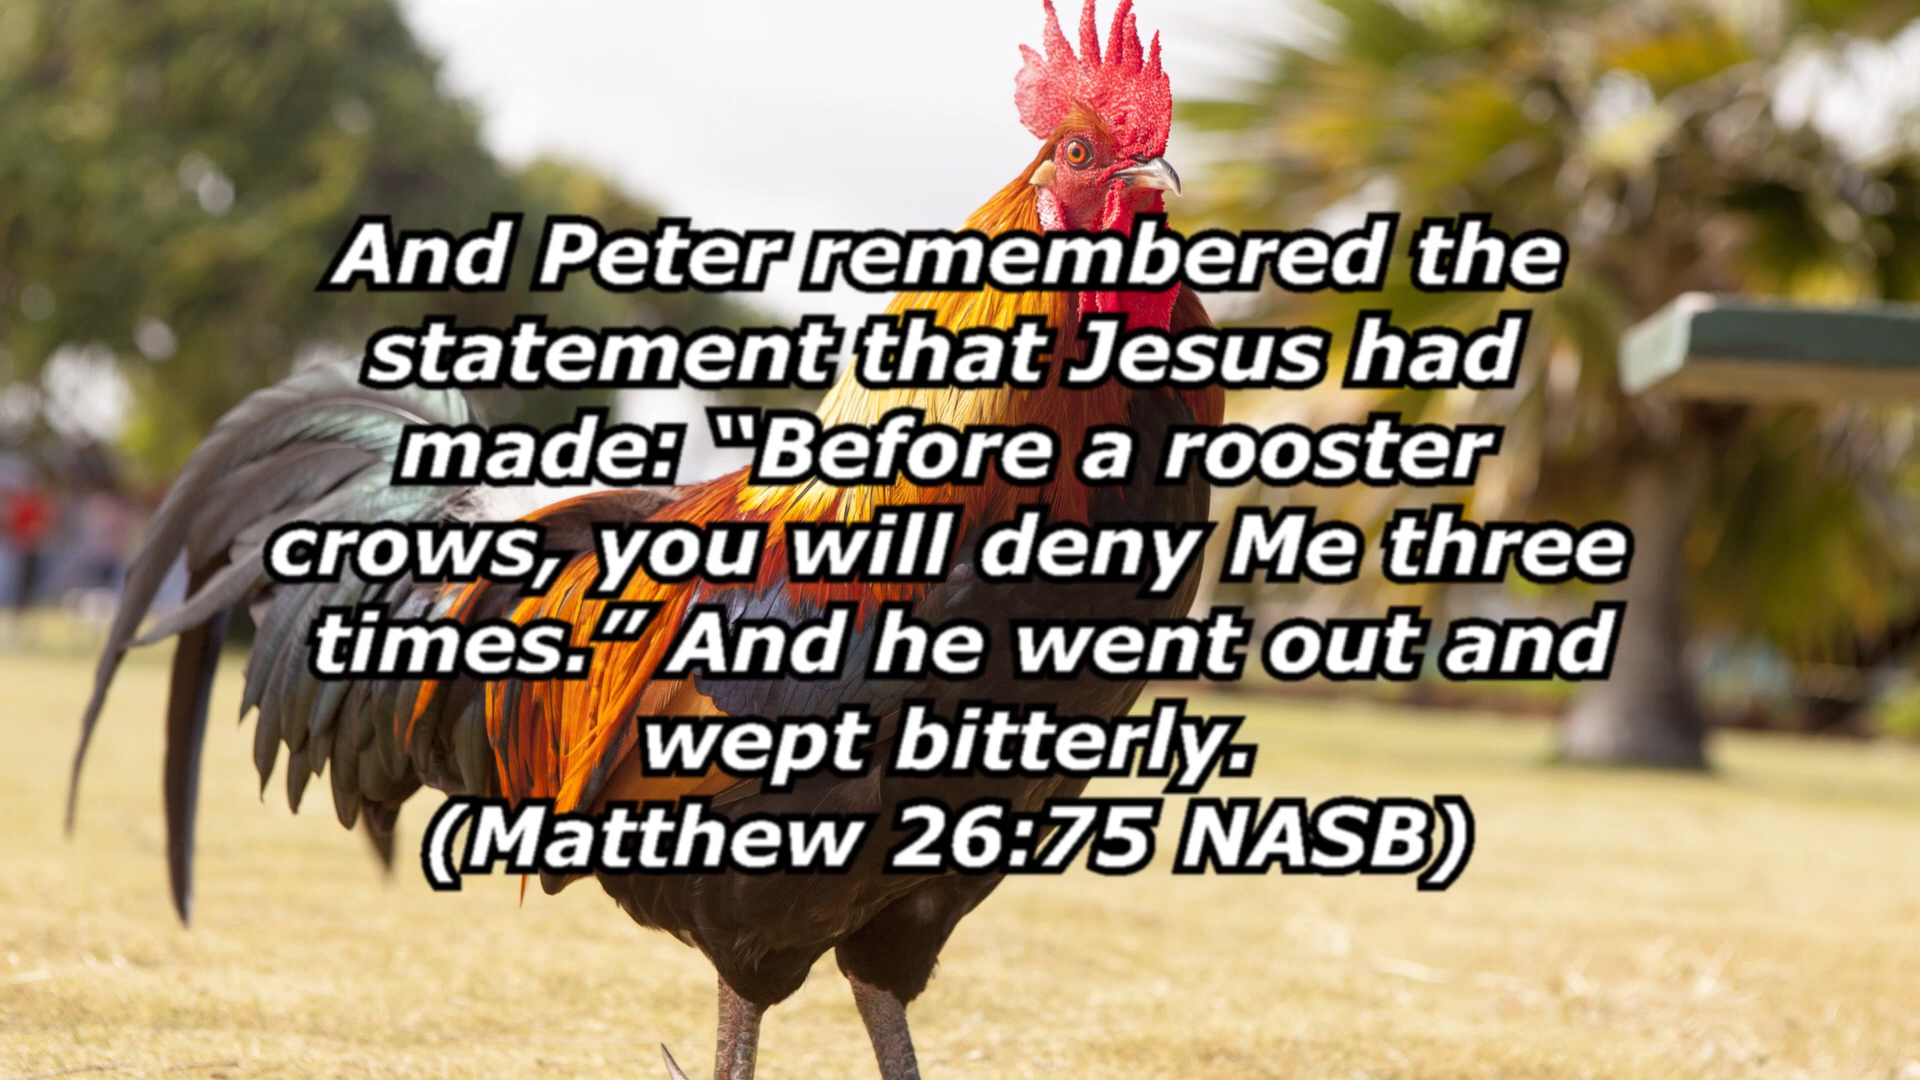 And Peter remembered the
statement that Jesus had
made: “Before a rooster
crows, you will deny Me three
times.” And he went out and
wept bitterly.
(Matthew 26:75 NASB)